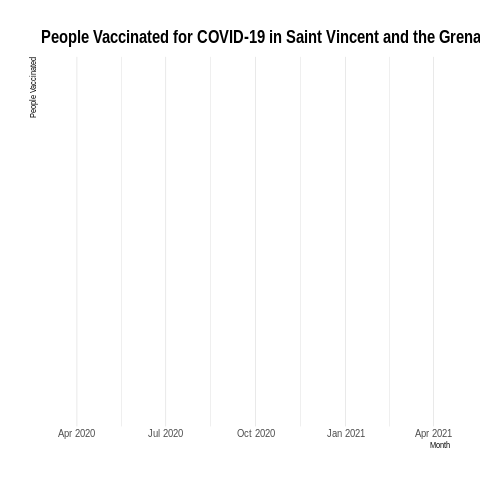 People Vaccinated for COVID-19 in Saint Vincent and the Grena
People Vaccinated
Apr 2020 Jul 2020 Oct 2020 Jan 2021 Apr 2021
Month